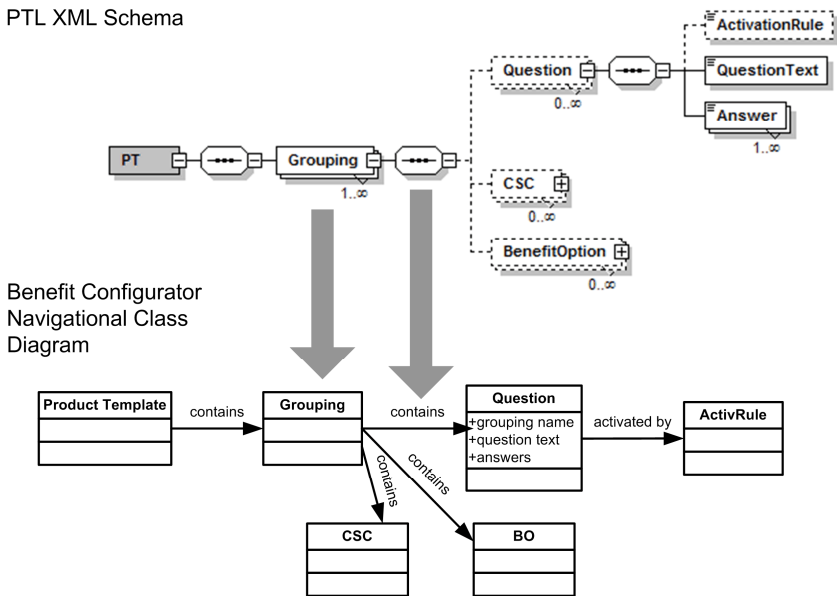 PTL XML Schema
ActivationRule
Question
QuestionText
0..∞
Answer
PT
Grouping
1..∞
1..∞
CSC
0..∞
BenefitOption
0..∞
Benefit Configurator
Navigational Class
Diagram
Product Template
contains
Grouping
contains
Question
+grouping name
+question text
+answers
activated by
ActivRule
contains
contains
CSC
BO